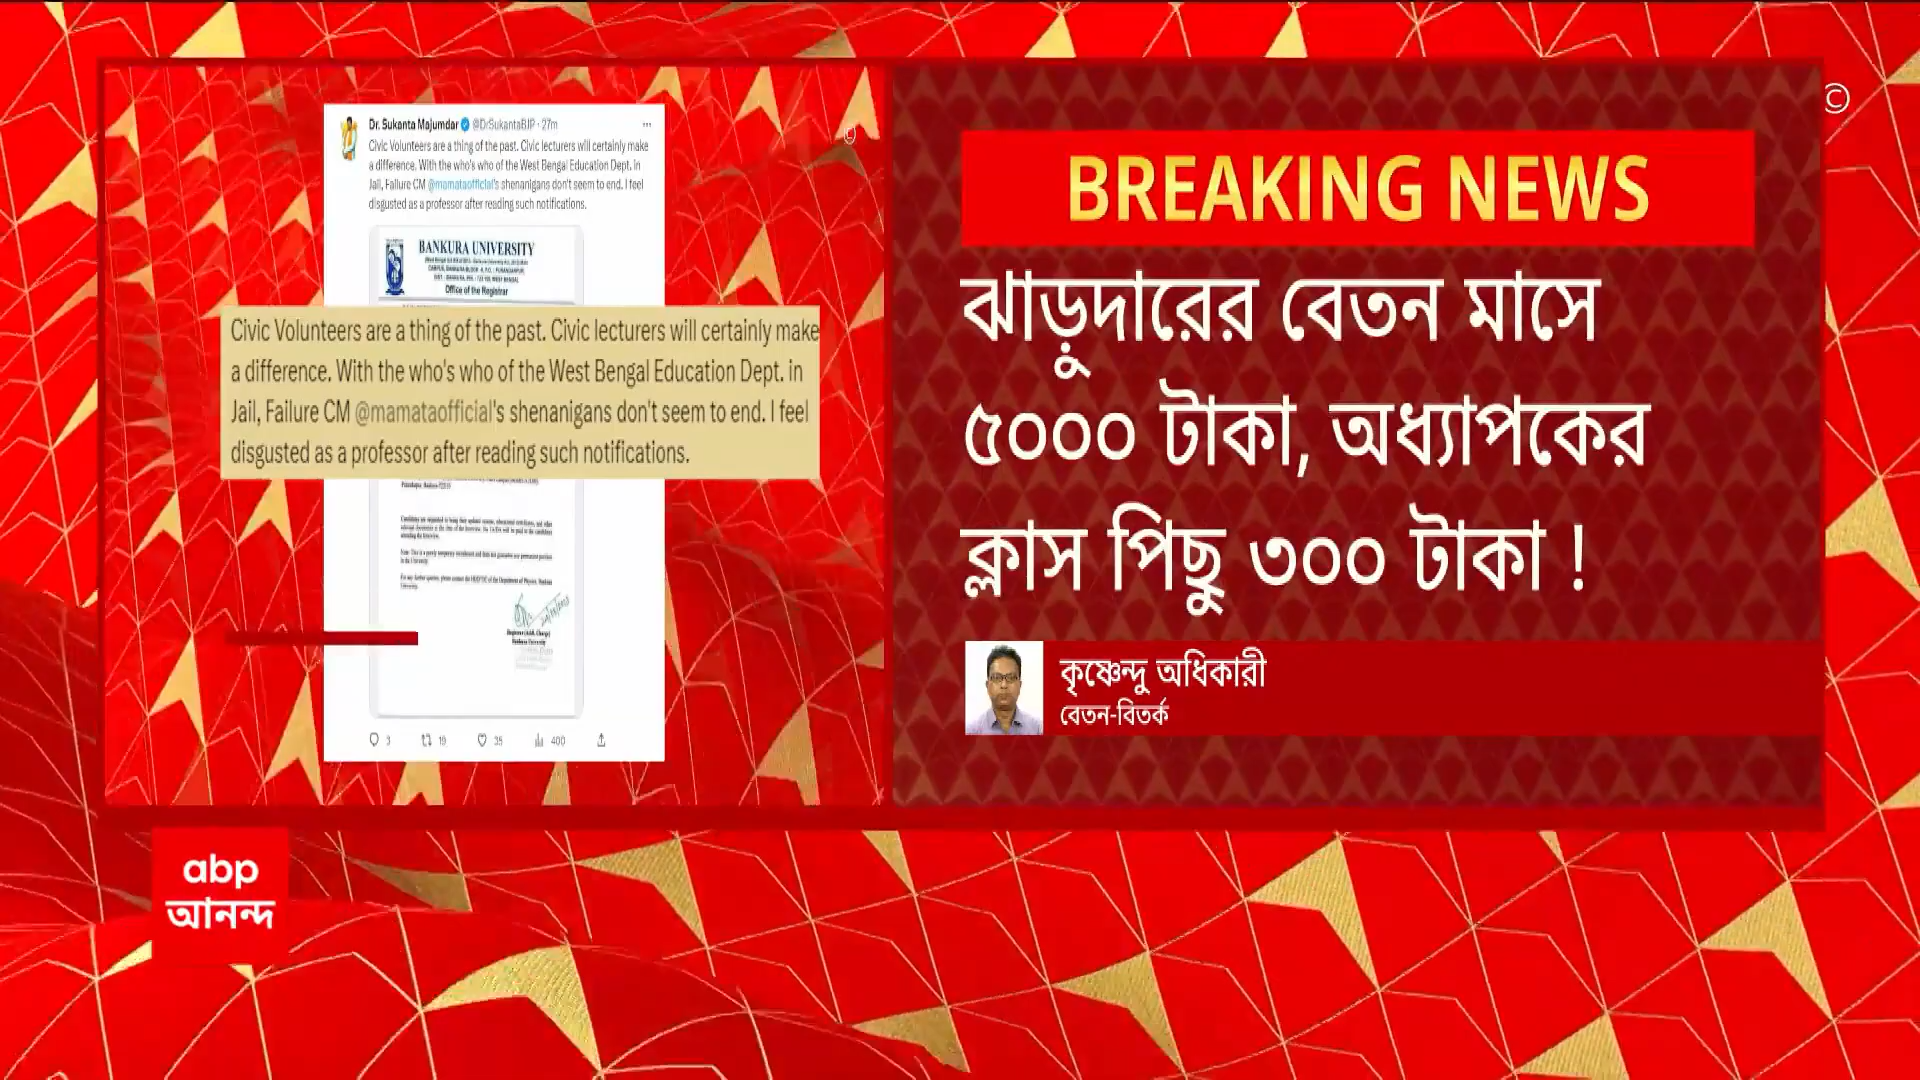 Dr. Sukanta Majumdar @DrSukantaBJP · 27m
Civic Volunteers are a thing of the past. Civic lecturers will certainly make
a difference. With the who's who of the West Bengal Education Dept. in
Jail, Failure CM @mamataofficial's shenanigans don't seem to end. I feel
disgusted as a professor after reading such notifications.
BANKURA UNIVERSITY
Office of the Registrar
Civic Volunteers are a thing of the past. Civic lecturers will certainly make
a difference. With the who's who of the West Bengal Education Dept. in
Jail, Failure CM @mamataofficial's shenanigans don't seem to end. I feel
disgusted as a professor after reading such notifications.
3 19 35 400
©
BREAKING NEWS
ঝাড়ুদারের বেতন মাসে
৫০০০ টাকা, অধ্যাপকের
ক্লাস পিছু ৩০০ টাকা !
কৃষ্ণেন্দু অধিকারী
বেতন-বিতর্ক
©
abp
আনন্দ